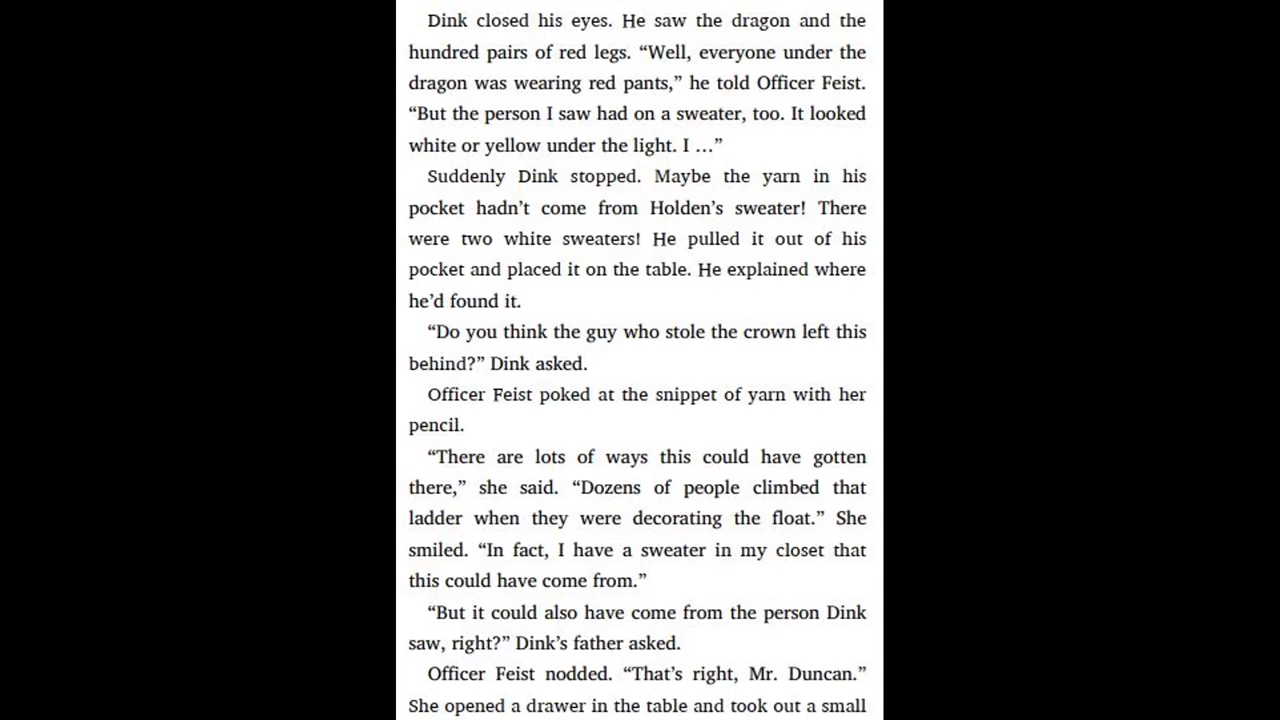 Dink closed his eyes. He saw the dragon and the
hundred pairs of red legs. “Well, everyone under the
dragon was wearing red pants,” he told Officer Feist.
“But the person I saw had on a sweater, too. It looked
white or yellow under the light. I …”
Suddenly Dink stopped. Maybe the yarn in his
pocket hadn’t come from Holden’s sweater! There
were two white sweaters! He pulled it out of his
pocket and placed it on the table. He explained where
he’d found it.
“Do you think the guy who stole the crown left this
behind?” Dink asked.
Officer Feist poked at the snippet of yarn with her
pencil.
“There are lots of ways this could have gotten
there,” she said. “Dozens of people climbed that
ladder when they were decorating the float.” She
smiled. “In fact, I have a sweater in my closet that
this could have come from.”
“But it could also have come from the person Dink
saw, right?” Dink’s father asked.
Officer Feist nodded. “That’s right, Mr. Duncan.”
She opened a drawer in the table and took out a small